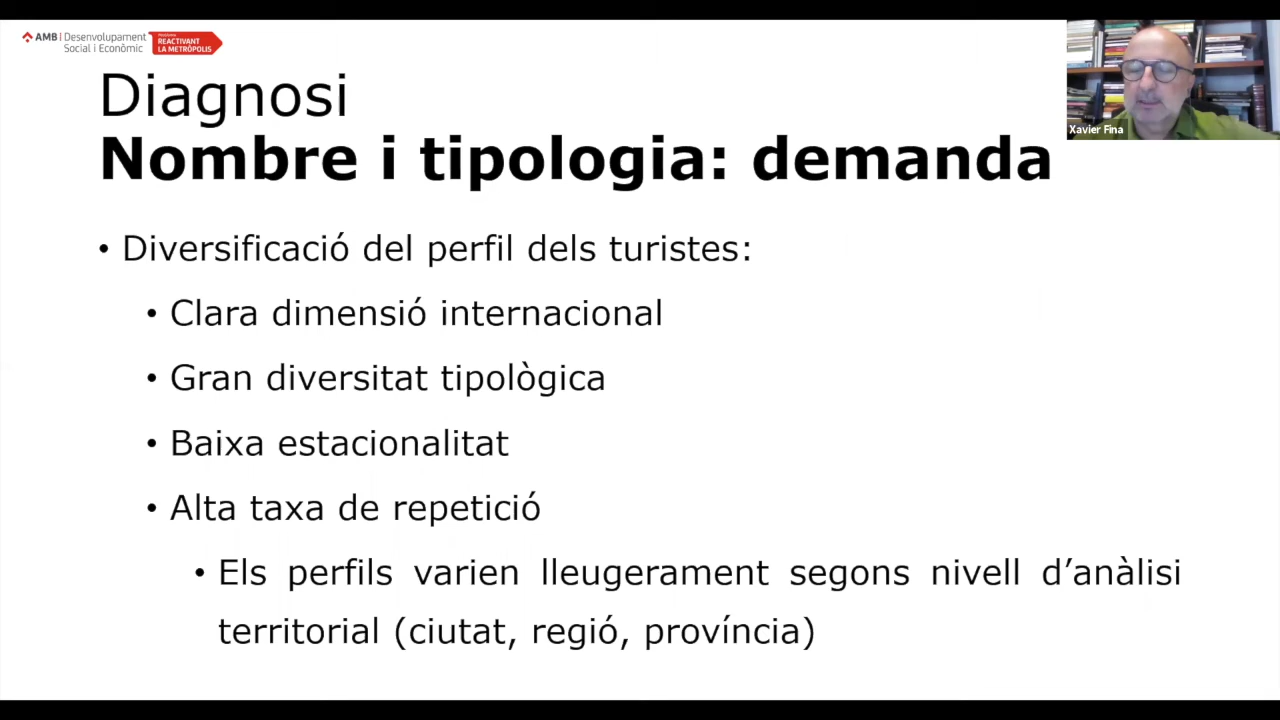 AMB Desenvolupament
Social i Econòmic
REACTIVANT
LA METRÒPOLIS
Xavier Fina
Diagnosi
Nombre i tipologia: demanda
• Diversificació del perfil dels turistes:
• Clara dimensió internacional
• Gran diversitat tipològica
• Baixa estacionalitat
• Alta taxa de repetició
• Els perfils varien lleugerament segons nivell d’anàlisi
territorial (ciutat, regió, província)